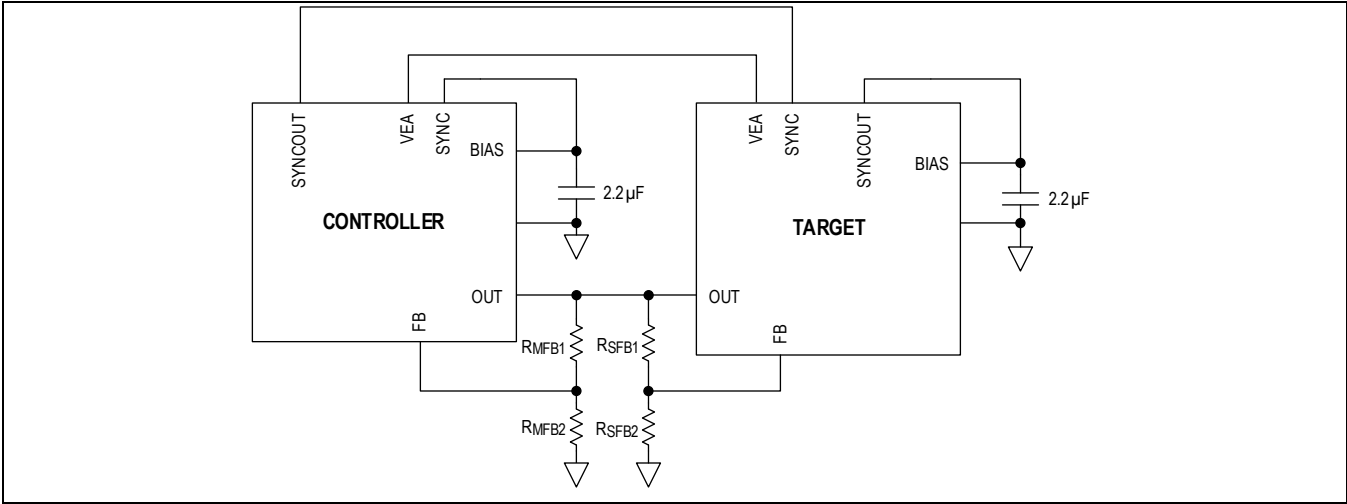 SYNCOUT
VEA
SYNC
BIAS
2.2µF
CONTROLLER
OUT
FB
RMFB1
RMFB2
RSFB1
RSFB2
VEA
SYNC
SYNCOUT
BIAS
2.2µF
TARGET
OUT
FB